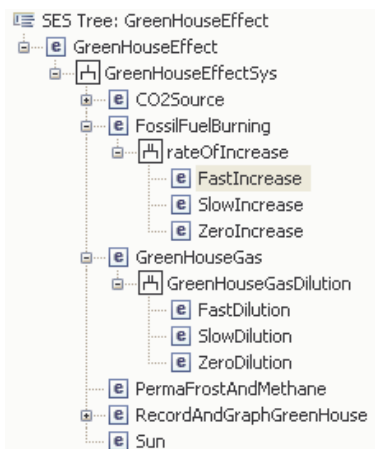 SES Tree: GreenHouseEffect
e GreenHouseEffect
GreenHouseEffectSys
e CO2Source
e FossilFuelBurning
rateOfIncrease
e FastIncrease
e SlowIncrease
e ZeroIncrease
e GreenHouseGas
GreenHouseGasDilution
e FastDilution
e SlowDilution
e ZeroDilution
e PermaFrostAndMethane
e RecordAndGraphGreenHouse
e Sun